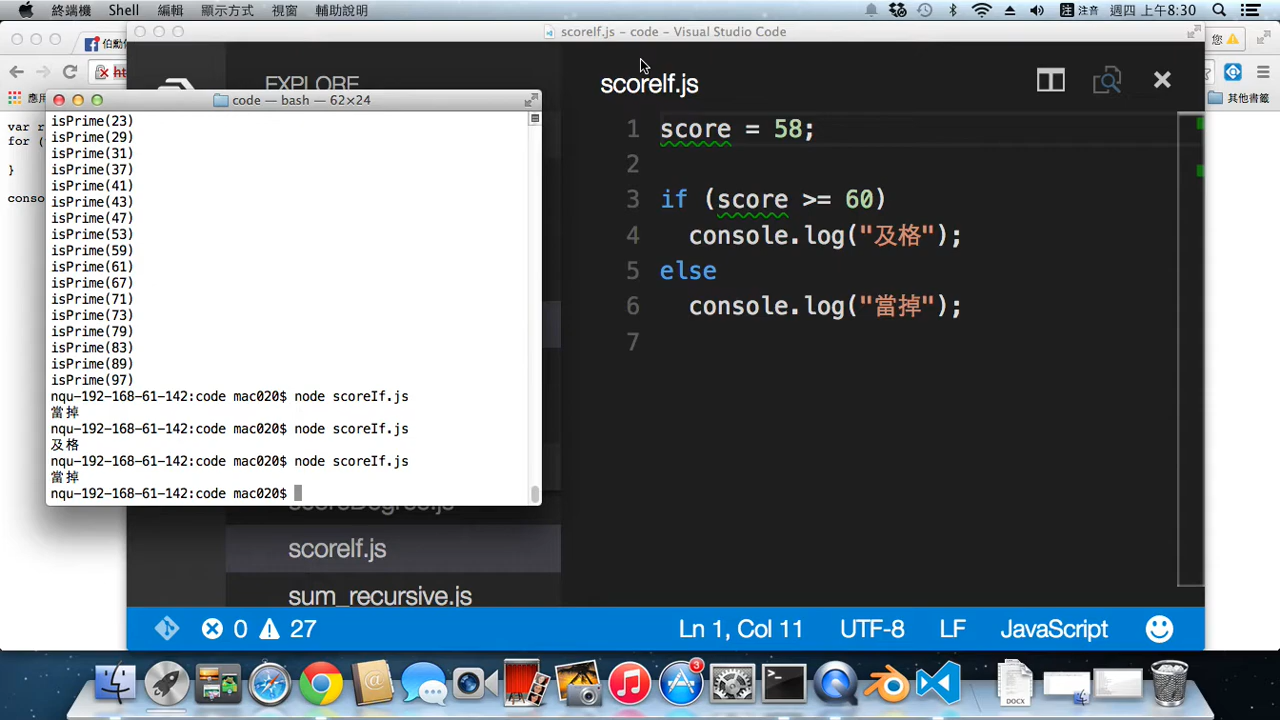 終端機 Shell 編輯 顯示方式 視窗 輔助說明
注音 週四 上午8:30
scoreIf.js – code – Visual Studio Code
EXPLORE
scoreIf.js
code — bash — 62×24
isPrime(23)
isPrime(29)
isPrime(31)
isPrime(37)
isPrime(41)
isPrime(43)
isPrime(47)
isPrime(53)
isPrime(59)
isPrime(61)
isPrime(67)
isPrime(71)
isPrime(73)
isPrime(79)
isPrime(83)
isPrime(89)
isPrime(97)
nqu-192-168-61-142:code mac020$ node scoreIf.js
當掉
nqu-192-168-61-142:code mac020$ node scoreIf.js
及格
nqu-192-168-61-142:code mac020$ node scoreIf.js
當掉
nqu-192-168-61-142:code mac020$
1 score = 58;
2
3 if (score >= 60)
4 console.log("及格");
5 else
6 console.log("當掉");
7
scoreIf.js
sum_recursive.js
0 27
Ln 1, Col 11 UTF-8 LF JavaScript
您
其他書籤
var
for (
}
3
DOCX